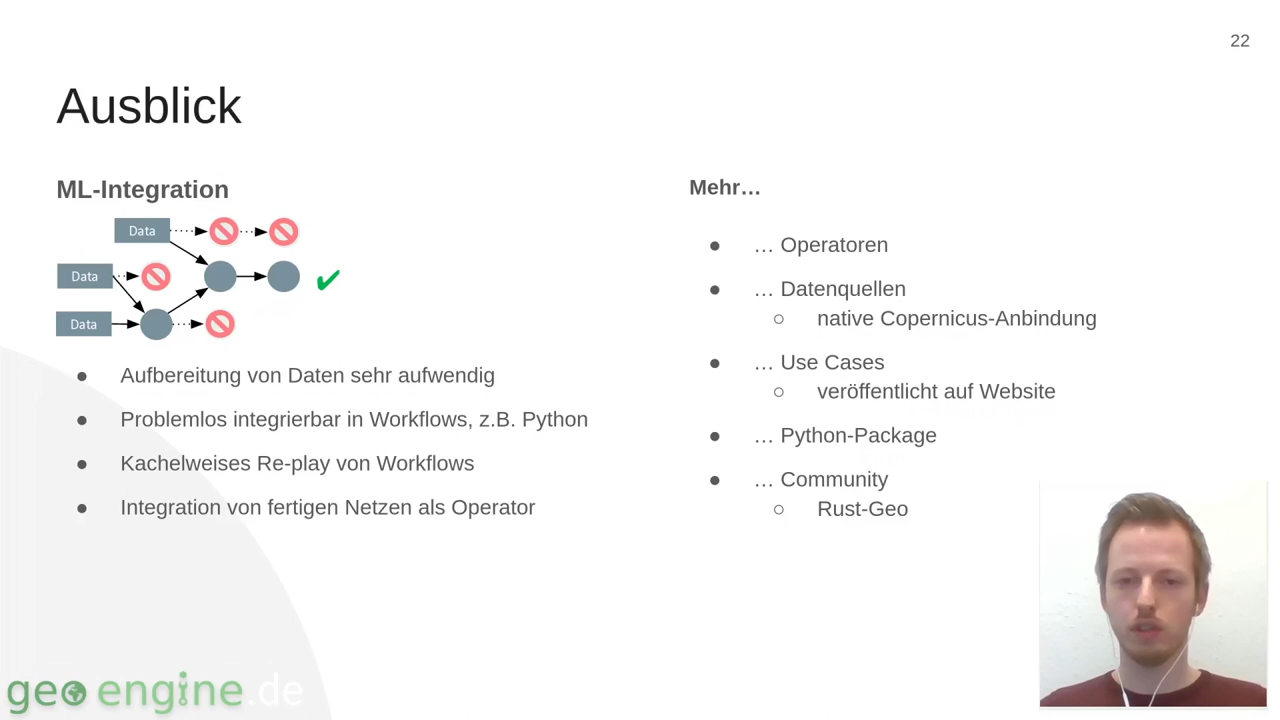 22
Ausblick
ML-Integration
Data
Data
Data
● Aufbereitung von Daten sehr aufwendig
● Problemlos integrierbar in Workflows, z.B. Python
● Kachelweises Re-play von Workflows
● Integration von fertigen Netzen als Operator
Mehr…
● … Operatoren
● … Datenquellen
○ native Copernicus-Anbindung
● … Use Cases
○ veröffentlicht auf Website
● … Python-Package
● … Community
○ Rust-Geo
geo engine.de